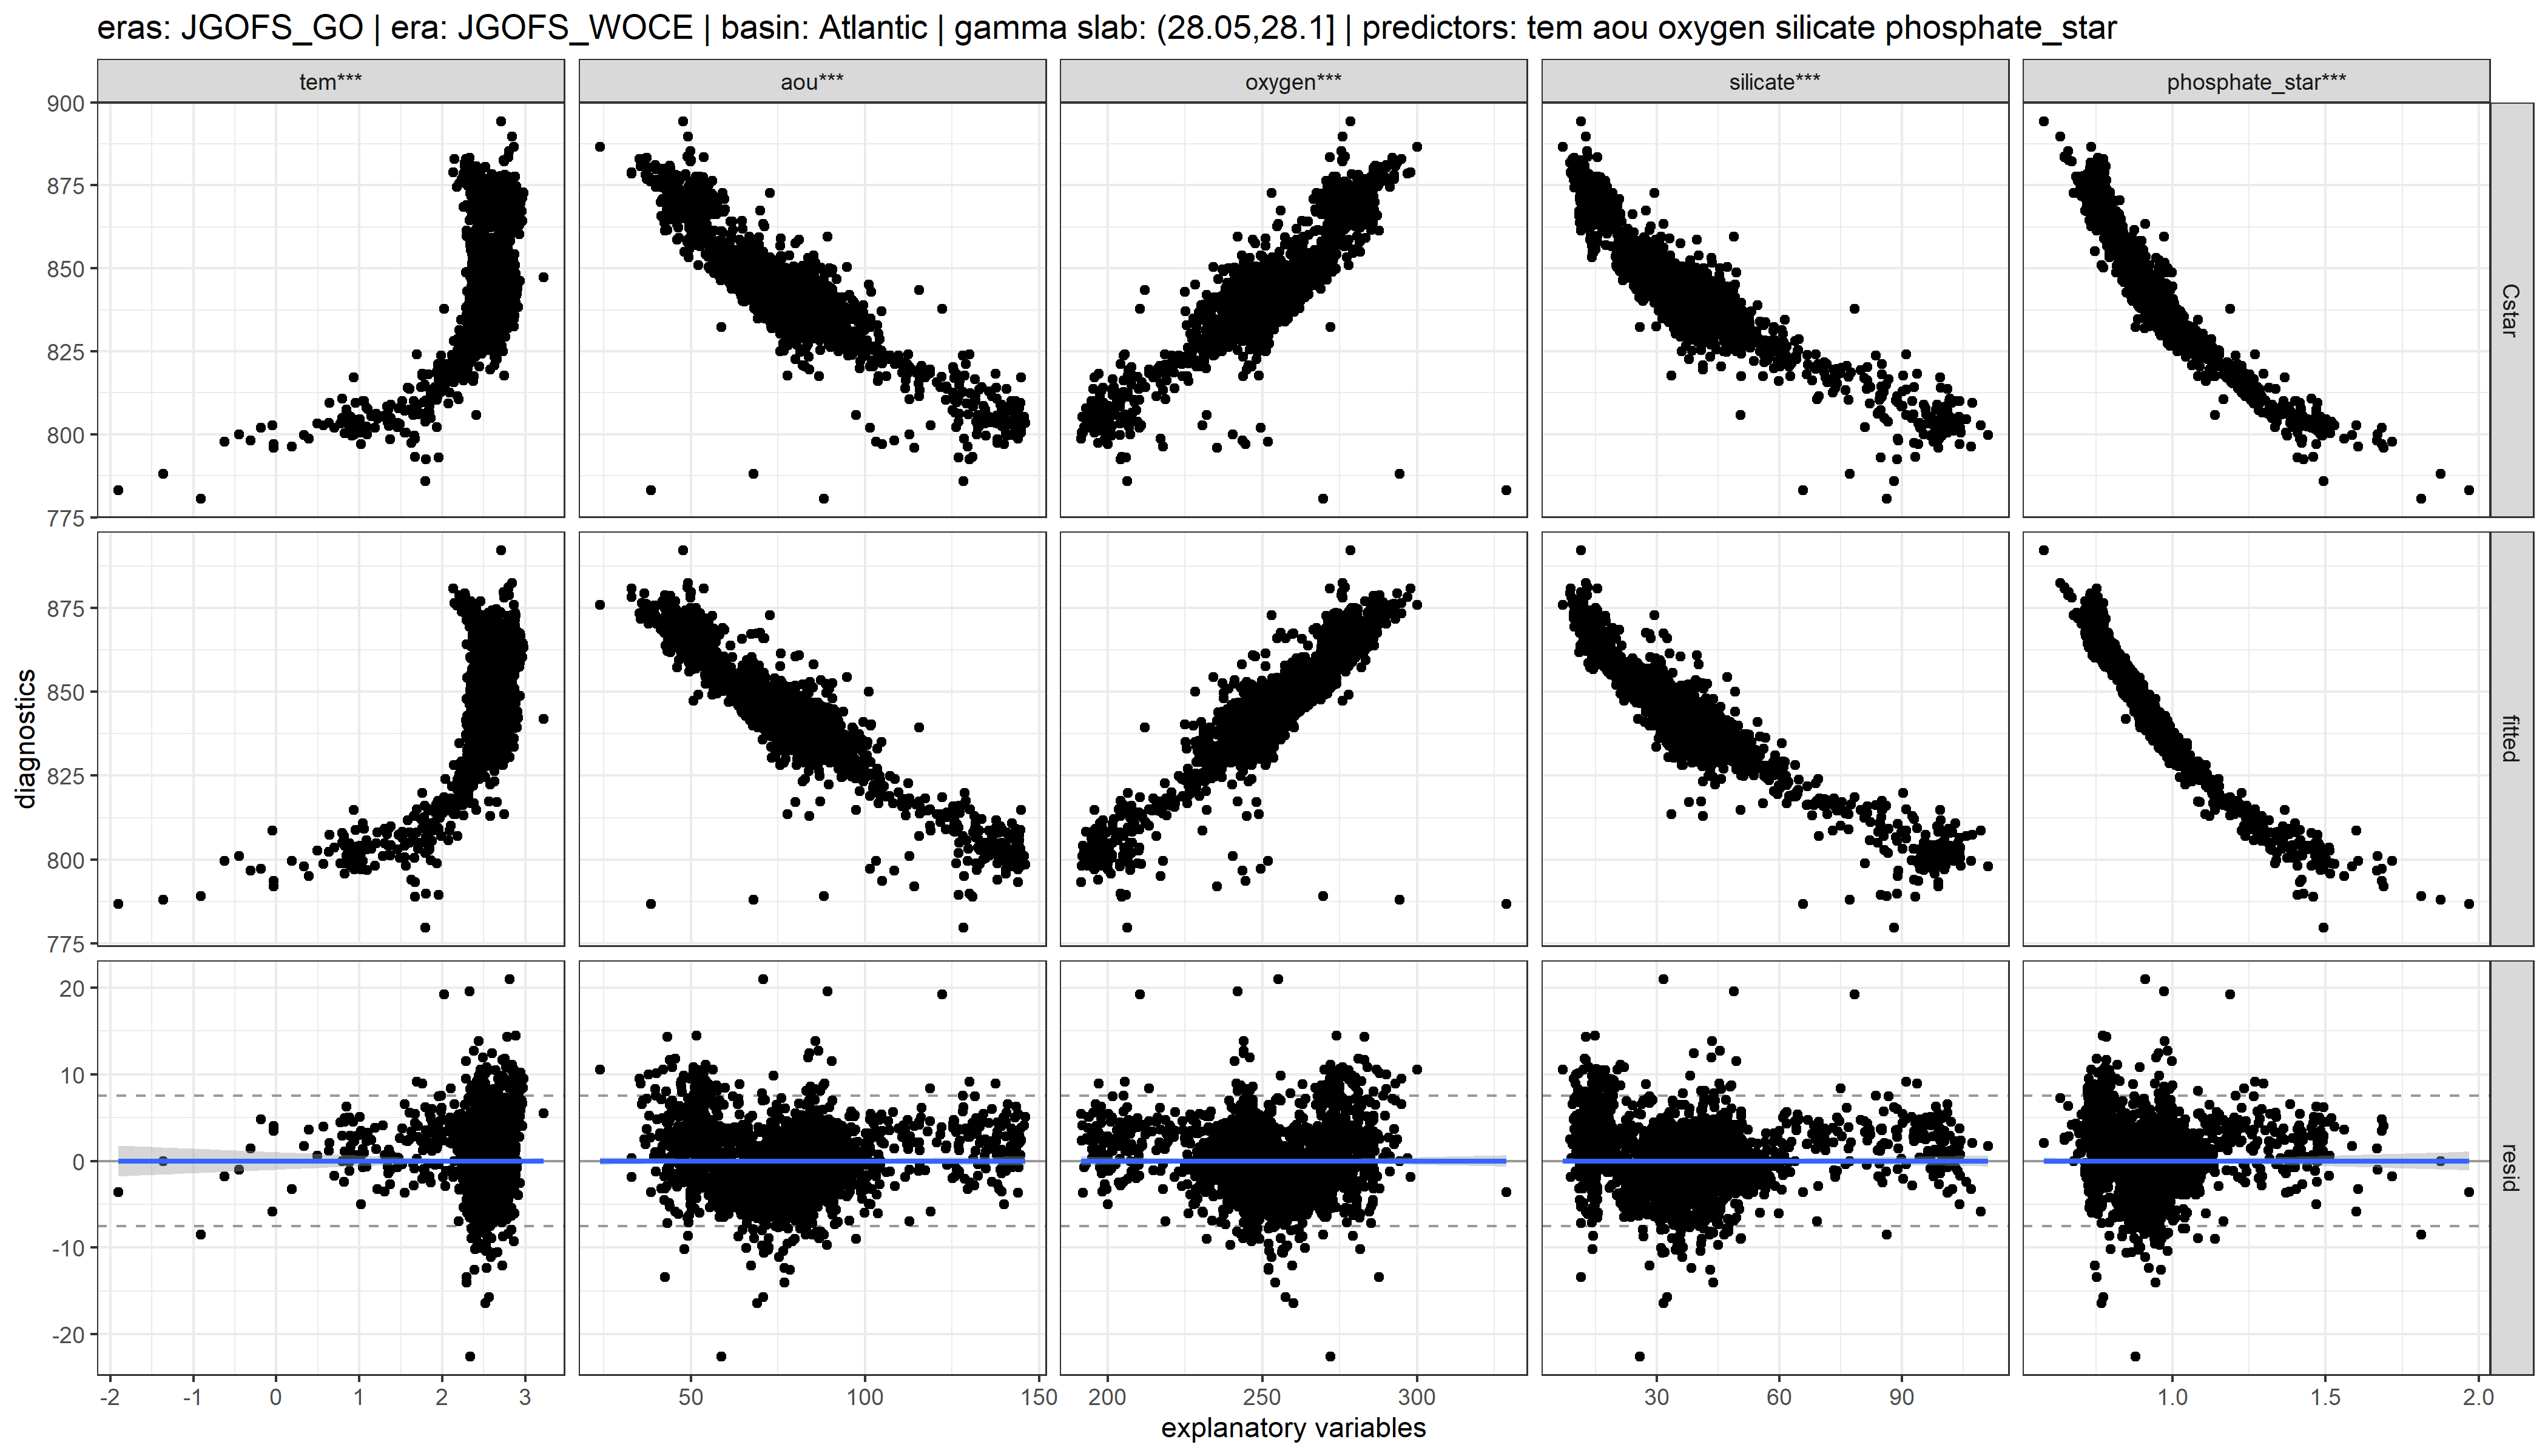 eras: JGOFS_GO | era: JGOFS_WOCE | basin: Atlantic | gamma slab: (28.05,28.1] | predictors: tem aou oxygen silicate phosphate_star
tem*** aou*** oxygen*** silicate*** phosphate_star***
900
875
850
825
800
775
Cstar
875
850
825
800
775
fitted
diagnostics
20
10
0
-10
-20
resid
-2 -1 0 1 2 3 50 100 150 200 250 300 30 60 90 1.0 1.5 2.0
explanatory variables